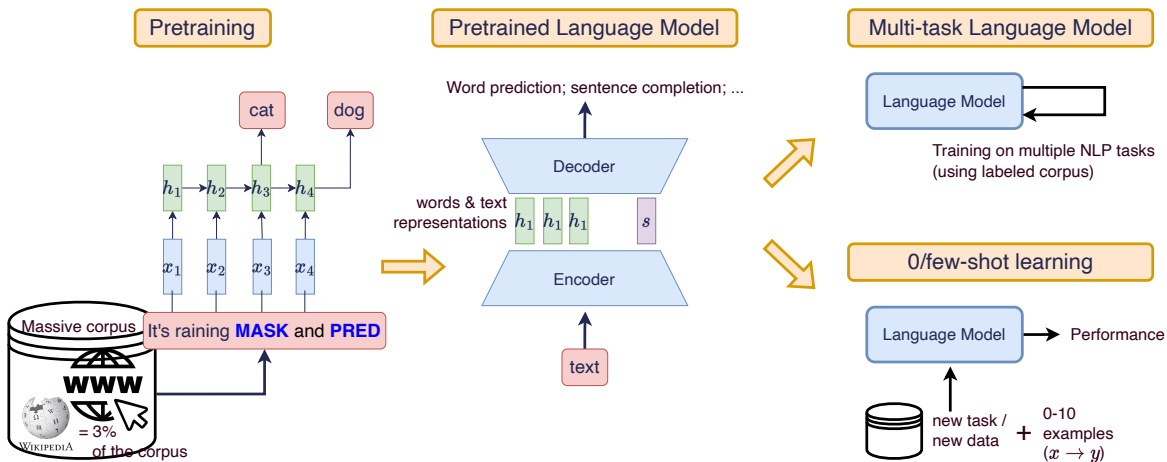 Pretraining
cat
dog
h₁
h₂
h₃
h₄
x₁
x₂
x₃
x₄
Massive corpus
It's raining MASK and PRED
www
WIKIPEDIA
= 3%
of the corpus
Pretrained Language Model
Word prediction; sentence completion; ...
Decoder
words & text
representations
h₁
h₁
h₁
s
Encoder
text
Multi-task Language Model
Language Model
Training on multiple NLP tasks
(using labeled corpus)
0/few-shot learning
Language Model
Performance
new task /
new data
+
0-10
examples
(x → y)